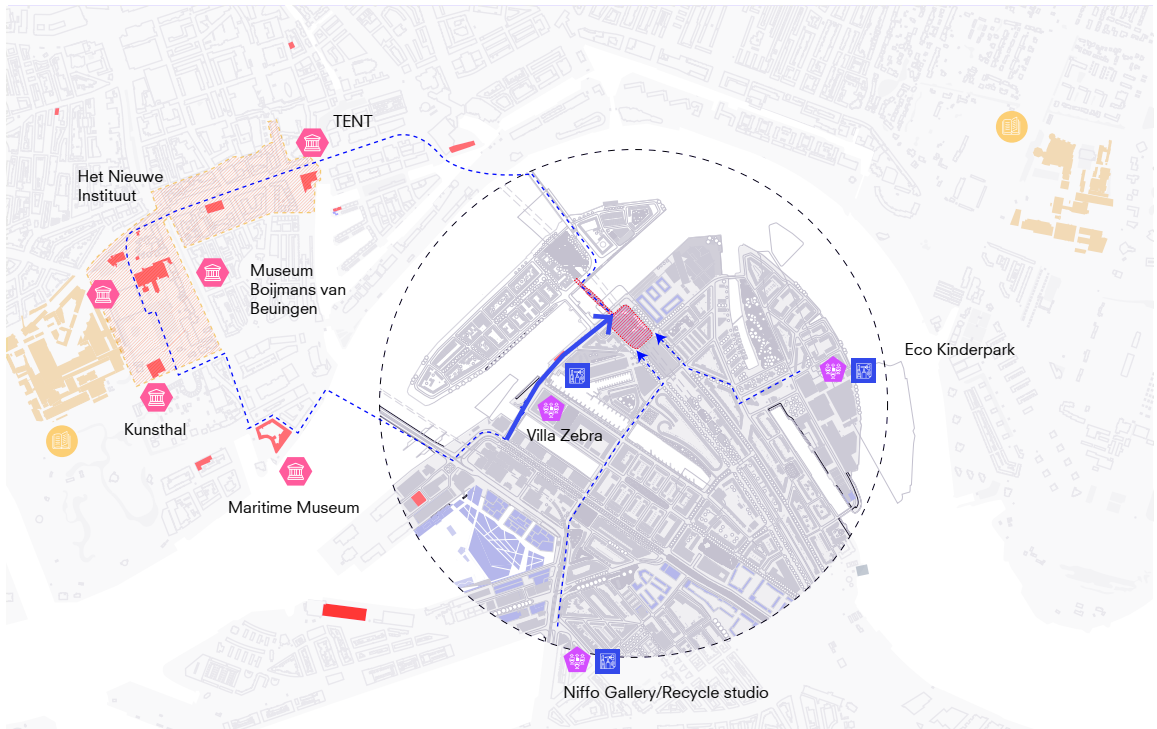 TENT
Het Nieuwe
Instituut
Museum
Boijmans van
Beuingen
Eco Kinderpark
Kunsthal
Villa Zebra
Maritime Museum
Niffo Gallery/Recycle studio